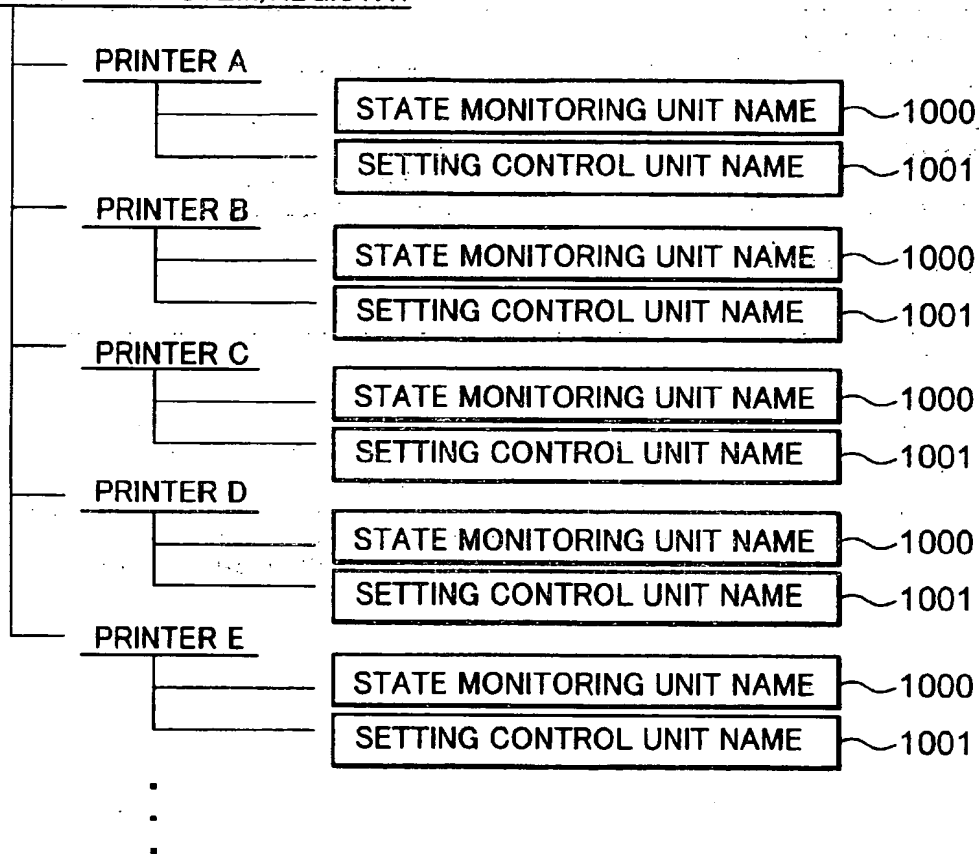 PRINTER A
STATE MONITORING UNIT NAME 1000
SETTING CONTROL UNIT NAME 1001
PRINTER B
STATE MONITORING UNIT NAME 1000
SETTING CONTROL UNIT NAME 1001
PRINTER C
STATE MONITORING UNIT NAME 1000
SETTING CONTROL UNIT NAME 1001
PRINTER D
STATE MONITORING UNIT NAME 1000
SETTING CONTROL UNIT NAME 1001
PRINTER E
STATE MONITORING UNIT NAME 1000
SETTING CONTROL UNIT NAME 1001